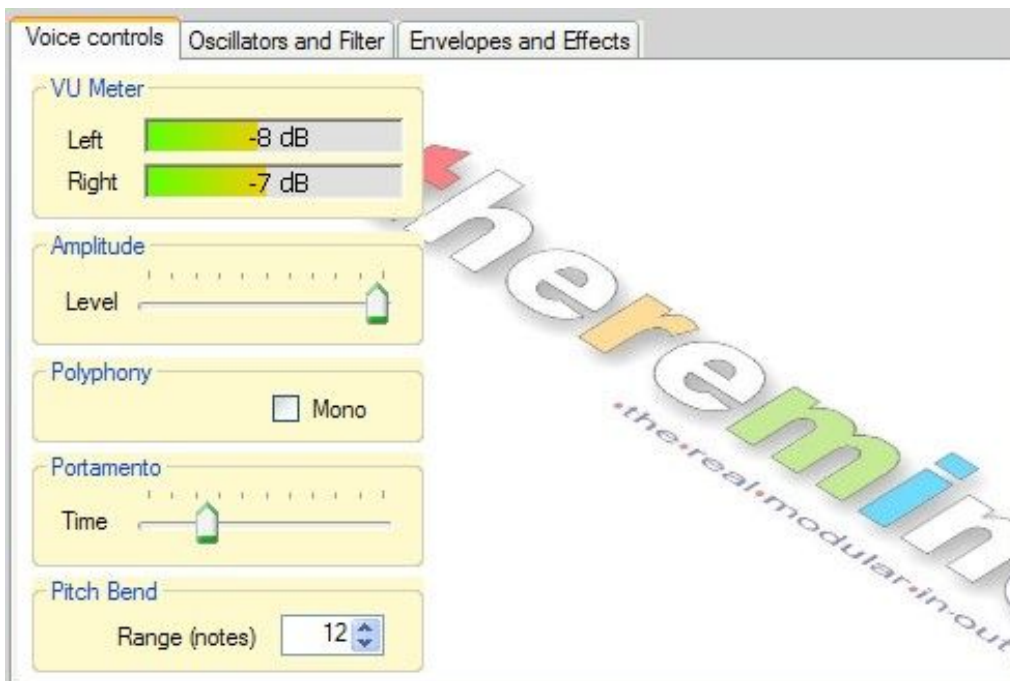 Voice controls
Oscillators and Filter
Envelopes and Effects
VU Meter
Left
-8 dB
Right
-7 dB
Amplitude
Level
Polyphony
Mono
Portamento
Time
Pitch Bend
Range (notes)
12
theremin
•the•real•modular•in-out